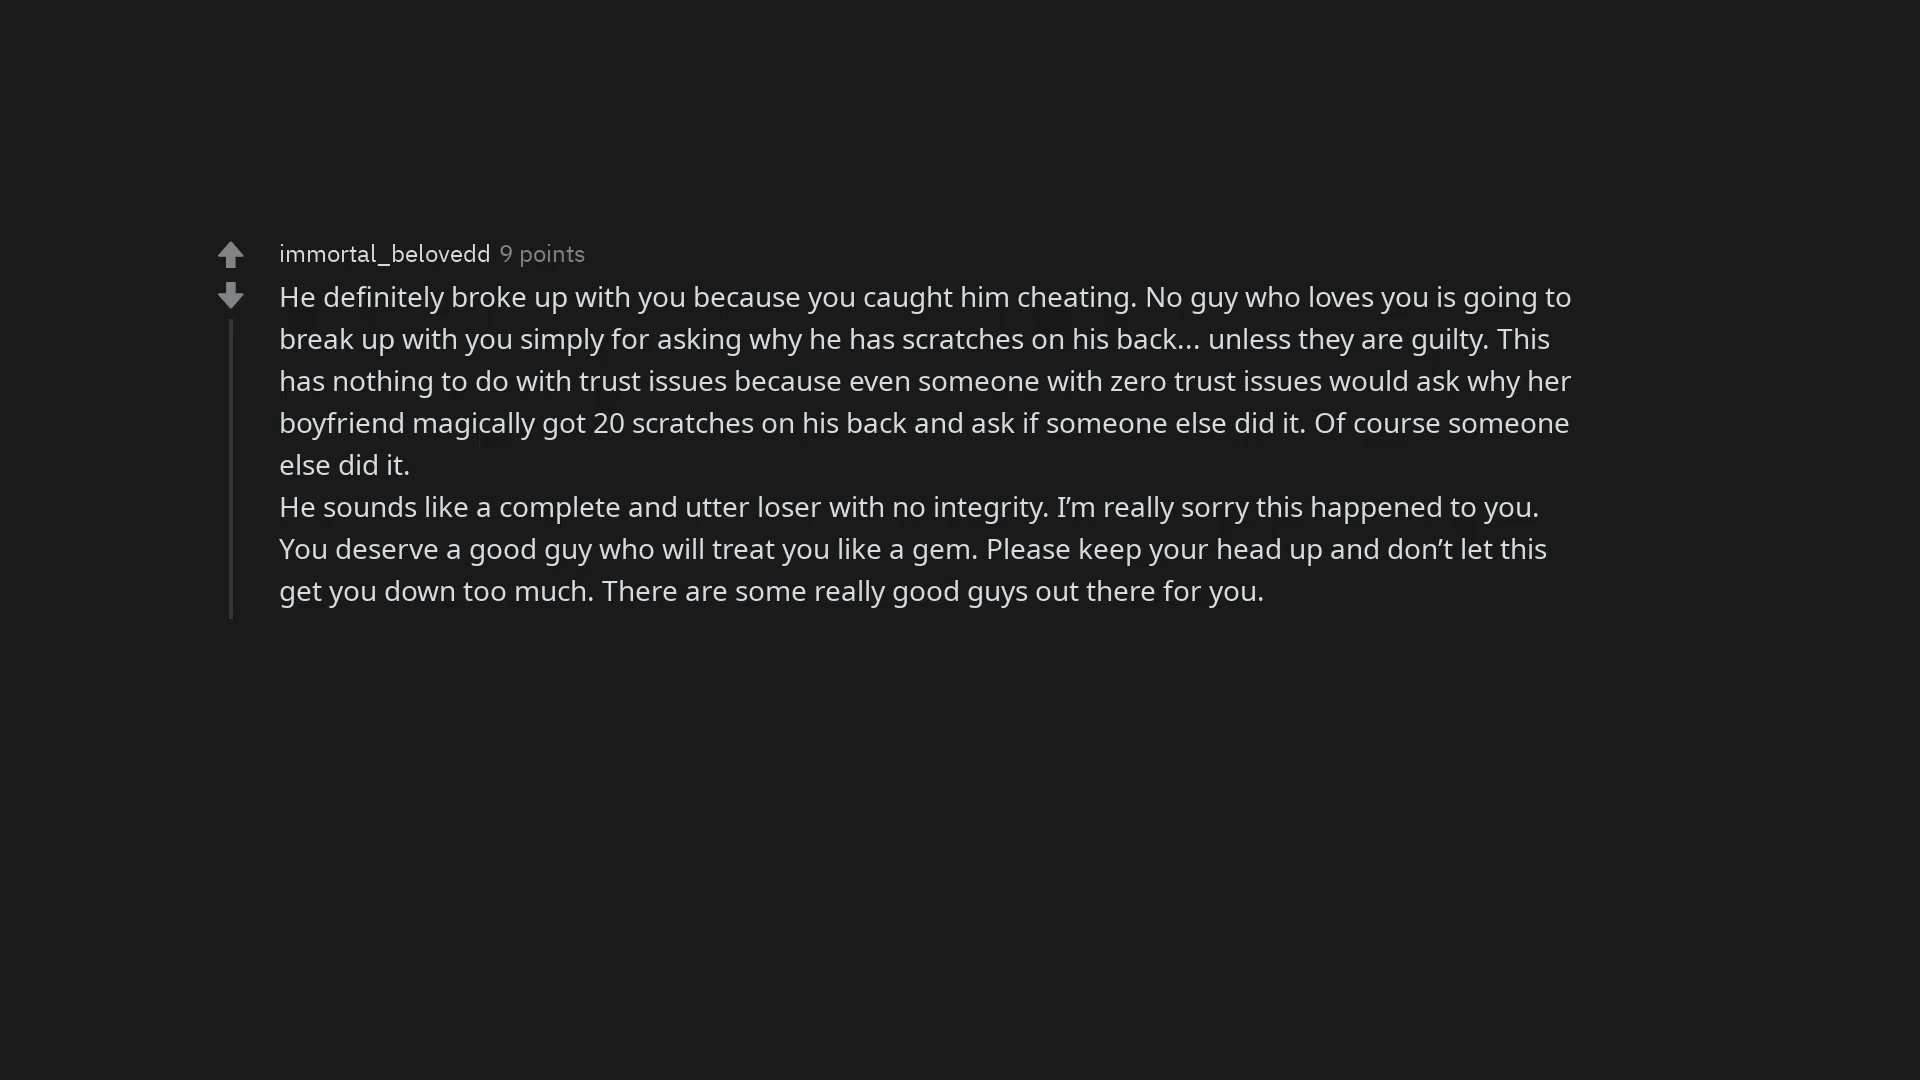 immortal_belovedd 9 points
He definitely broke up with you because you caught him cheating. No guy who loves you is going to
break up with you simply for asking why he has scratches on his back... unless they are guilty. This
has nothing to do with trust issues because even someone with zero trust issues would ask why her
boyfriend magically got 20 scratches on his back and ask if someone else did it. Of course someone
else did it.
He sounds like a complete and utter loser with no integrity. I’m really sorry this happened to you.
You deserve a good guy who will treat you like a gem. Please keep your head up and don’t let this
get you down too much. There are some really good guys out there for you.